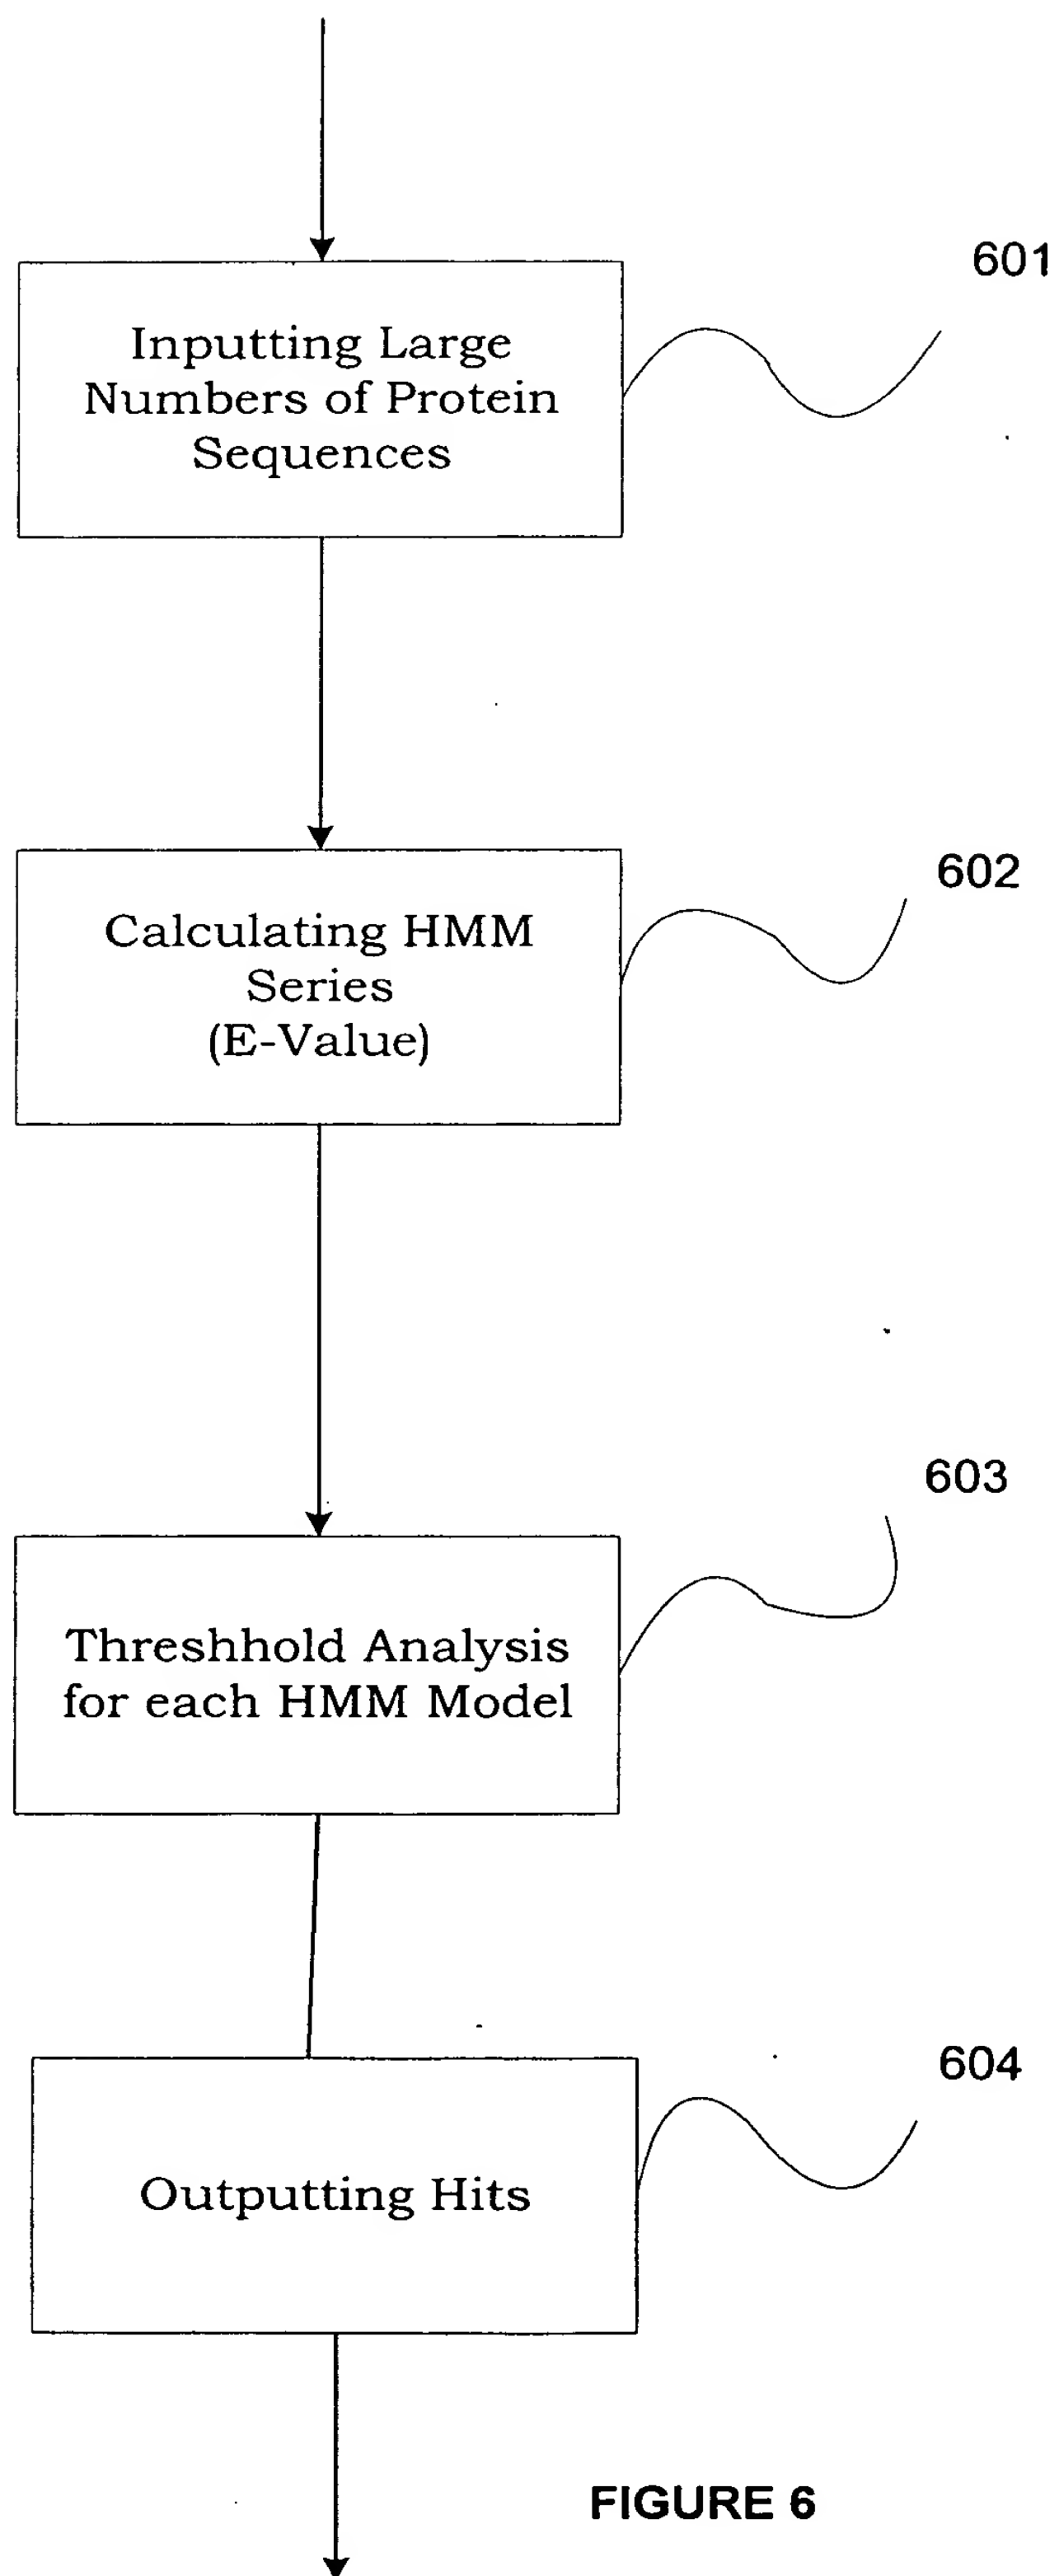 601
Inputting Large
Numbers of Protein
Sequences
602
Calculating HMM
Series
(E-Value)
603
Threshhold Analysis
for each HMM Model
604
Outputting Hits
FIGURE 6